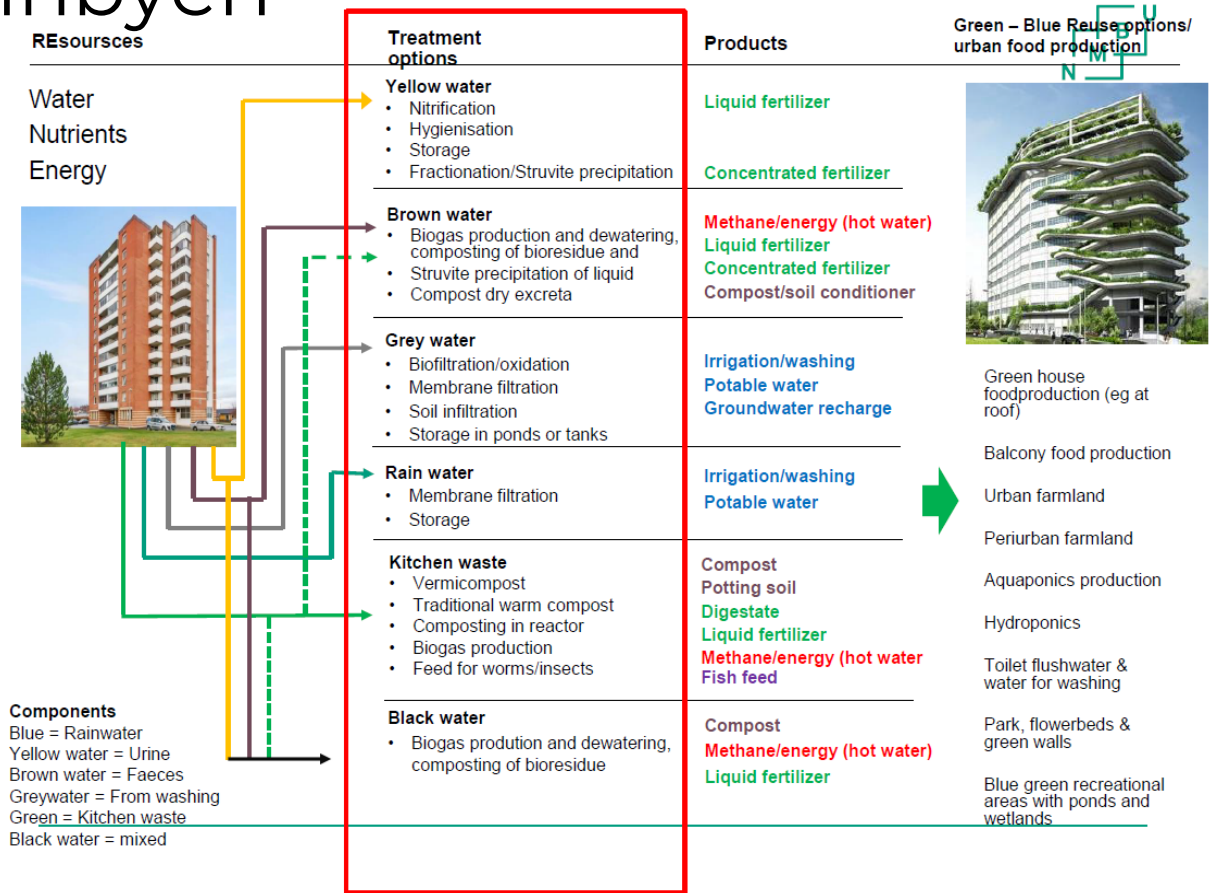 inbyen
REsoursces
Treatment
options
Products
Green – Blue Reuse options/
urban food production
N M B U
Water
Nutrients
Energy
Yellow water
• Nitrification
• Hygienisation
• Storage
• Fractionation/Struvite precipitation
Liquid fertilizer
Concentrated fertilizer
Brown water
• Biogas production and dewatering,
composting of bioresidue and
• Struvite precipitation of liquid
• Compost dry excreta
Methane/energy (hot water)
Liquid fertilizer
Concentrated fertilizer
Compost/soil conditioner
Grey water
• Biofiltration/oxidation
• Membrane filtration
• Soil infiltration
• Storage in ponds or tanks
Irrigation/washing
Potable water
Groundwater recharge
Rain water
• Membrane filtration
• Storage
Irrigation/washing
Potable water
Kitchen waste
• Vermicompost
• Traditional warm compost
• Composting in reactor
• Biogas production
• Feed for worms/insects
Compost
Potting soil
Digestate
Liquid fertilizer
Methane/energy (hot water
Fish feed
Black water
• Biogas prodution and dewatering,
composting of bioresidue
Compost
Methane/energy (hot water)
Liquid fertilizer
Green house
foodproduction (eg at
roof)
Balcony food production
Urban farmland
Periurban farmland
Aquaponics production
Hydroponics
Toilet flushwater &
water for washing
Park, flowerbeds &
green walls
Blue green recreational
areas with ponds and
wetlands
Components
Blue = Rainwater
Yellow water = Urine
Brown water = Faeces
Greywater = From washing
Green = Kitchen waste
Black water = mixed